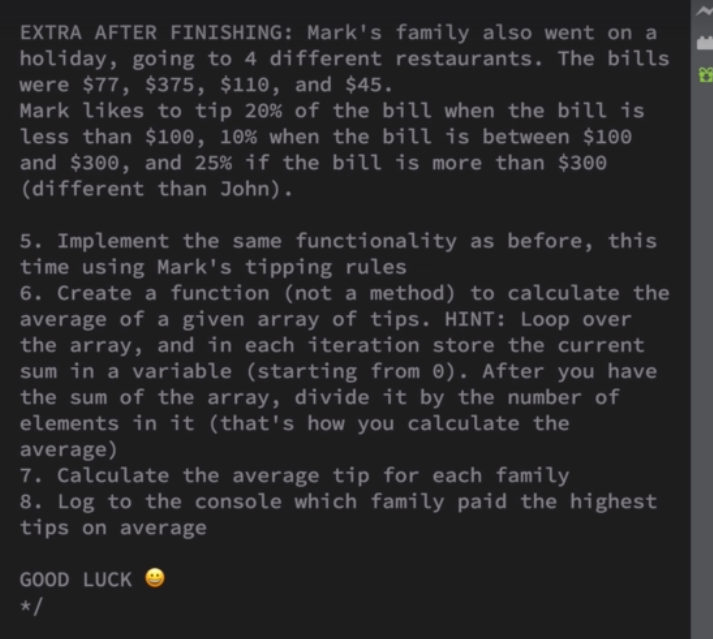 EXTRA AFTER FINISHING: Mark's family also went on a
holiday, going to 4 different restaurants. The bills
were $77, $375, $110, and $45.
Mark likes to tip 20% of the bill when the bill is
less than $100, 10% when the bill is between $100
and $300, and 25% if the bill is more than $300
(different than John).
5. Implement the same functionality as before, this
time using Mark's tipping rules
6. Create a function (not a method) to calculate the
average of a given array of tips. HINT: Loop over
the array, and in each iteration store the current
sum in a variable (starting from 0). After you have
the sum of the array, divide it by the number of
elements in it (that's how you calculate the
average)
7. Calculate the average tip for each family
8. Log to the console which family paid the highest
tips on average
GOOD LUCK 😀
*/